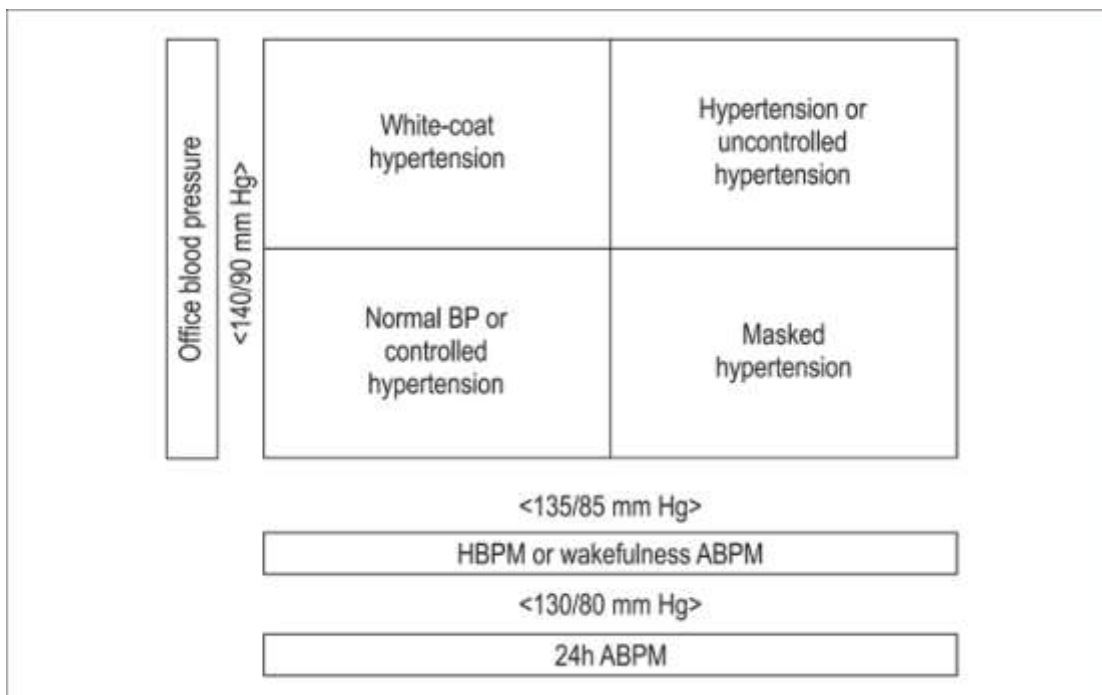 Office blood pressure
<140/90 mm Hg>
White-coat
hypertension
Hypertension or
uncontrolled
hypertension
Normal BP or
controlled
hypertension
Masked
hypertension
<135/85 mm Hg>
HBPM or wakefulness ABPM
<130/80 mm Hg>
24h ABPM